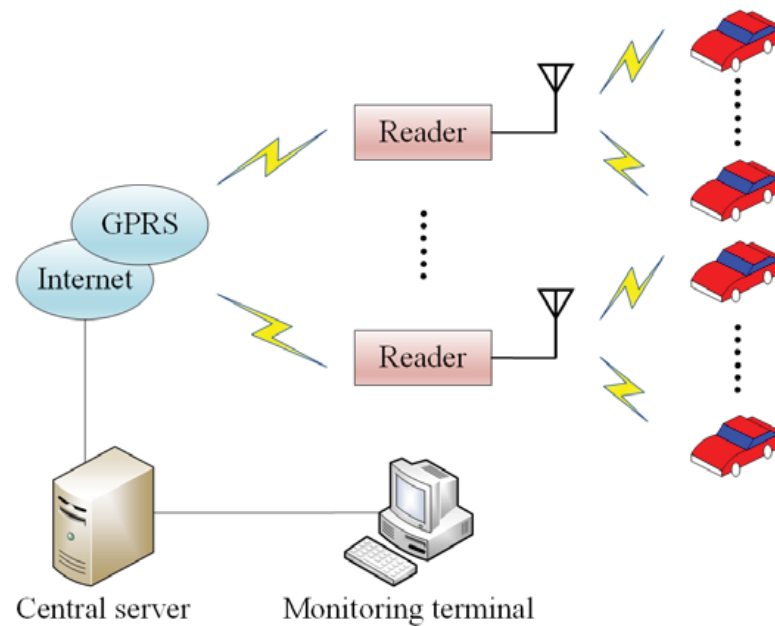 Reader
GPRS
Internet
Reader
Central server
Monitoring terminal